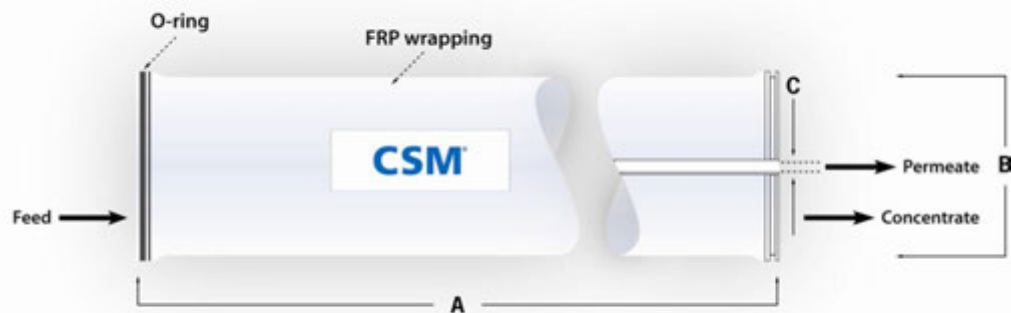 O-ring
FRP wrapping
C
CSM®
Permeate
B
Feed
Concentrate
A